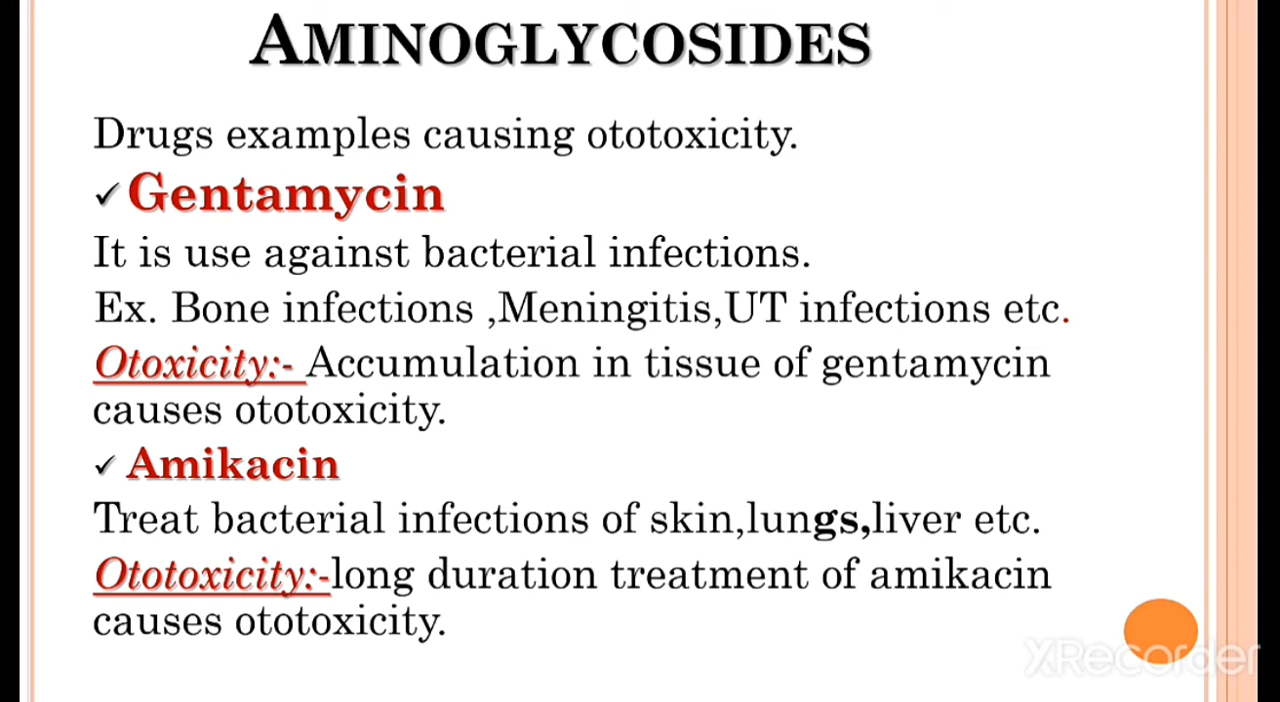 AMINOGLYCOSIDES
Drugs examples causing ototoxicity.
✓ Gentamycin
It is use against bacterial infections.
Ex. Bone infections ,Meningitis,UT infections etc.
Otoxicity:- Accumulation in tissue of gentamycin
causes ototoxicity.
✓ Amikacin
Treat bacterial infections of skin,lungs,liver etc.
Ototoxicity:-long duration treatment of amikacin
causes ototoxicity.
XRecorder